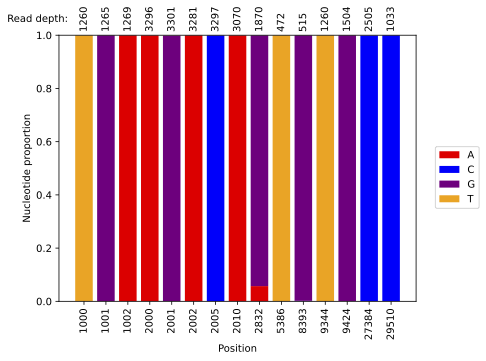 Read depth: 1260 1265 1269 3296 3301 3281 3297 3070 1870 472 515 1260 1504 2505 1033
1.0
0.8
0.6
0.4
0.2
0.0
Nucleotide proportion
A
C
G
T
1000 1001 1002 2000 2001 2002 2005 2010 2832 5386 8393 9344 9424 27384 29510
Position